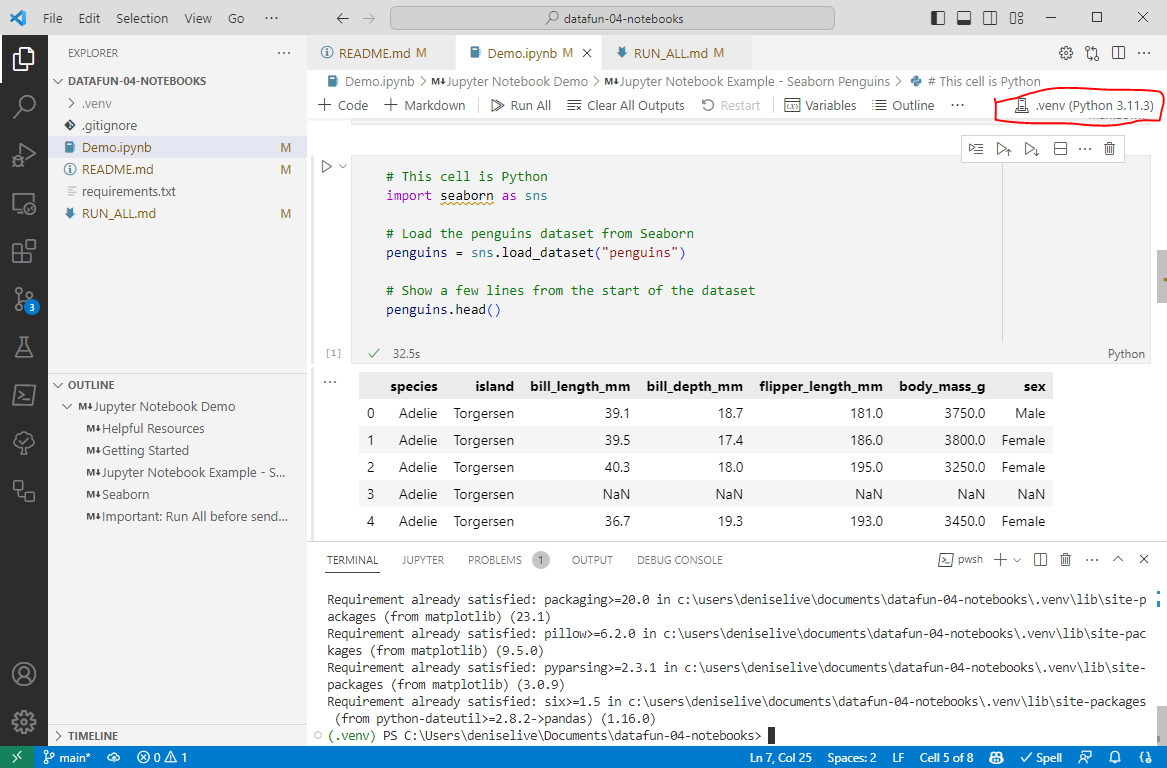 File Edit Selection View Go ··· datafun-04-notebooks
EXPLORER ···
DATAFUN-04-NOTEBOOKS
.venv
.gitignore
Demo.ipynb M
README.md M
requirements.txt
RUN_ALL.md M
OUTLINE
M↓Jupyter Notebook Demo
M↓Helpful Resources
M↓Getting Started
M↓Jupyter Notebook Example - S...
M↓Seaborn
M↓Important: Run All before send...
TIMELINE
README.md M Demo.ipynb M RUN_ALL.md M
Demo.ipynb > M↓Jupyter Notebook Demo > M↓Jupyter Notebook Example - Seaborn Penguins > # This cell is Python
+ Code + Markdown Run All Clear All Outputs Restart Variables Outline ··· .venv (Python 3.11.3)
# This cell is Python
import seaborn as sns
# Load the penguins dataset from Seaborn
penguins = sns.load_dataset("penguins")
# Show a few lines from the start of the dataset
penguins.head()
[1] 32.5s Python
species island bill_length_mm bill_depth_mm flipper_length_mm body_mass_g sex
0 Adelie Torgersen 39.1 18.7 181.0 3750.0 Male
1 Adelie Torgersen 39.5 17.4 186.0 3800.0 Female
2 Adelie Torgersen 40.3 18.0 195.0 3250.0 Female
3 Adelie Torgersen NaN NaN NaN NaN NaN
4 Adelie Torgersen 36.7 19.3 193.0 3450.0 Female
TERMINAL JUPYTER PROBLEMS 1 OUTPUT DEBUG CONSOLE pwsh
Requirement already satisfied: packaging>=20.0 in c:\users\deniselive\documents\datafun-04-notebooks\.venv\lib\site-p
ackages (from matplotlib) (23.1)
Requirement already satisfied: pillow>=6.2.0 in c:\users\deniselive\documents\datafun-04-notebooks\.venv\lib\site-pac
kages (from matplotlib) (9.5.0)
Requirement already satisfied: pyparsing>=2.3.1 in c:\users\deniselive\documents\datafun-04-notebooks\.venv\lib\site-
packages (from matplotlib) (3.0.9)
Requirement already satisfied: six>=1.5 in c:\users\deniselive\documents\datafun-04-notebooks\.venv\lib\site-packages
(from python-dateutil>=2.8.2->pandas) (1.16.0)
(.venv) PS C:\Users\deniselive\Documents\datafun-04-notebooks>
3
main* 0 1 Ln 7, Col 25 Spaces: 2 LF Cell 5 of 8 Spell